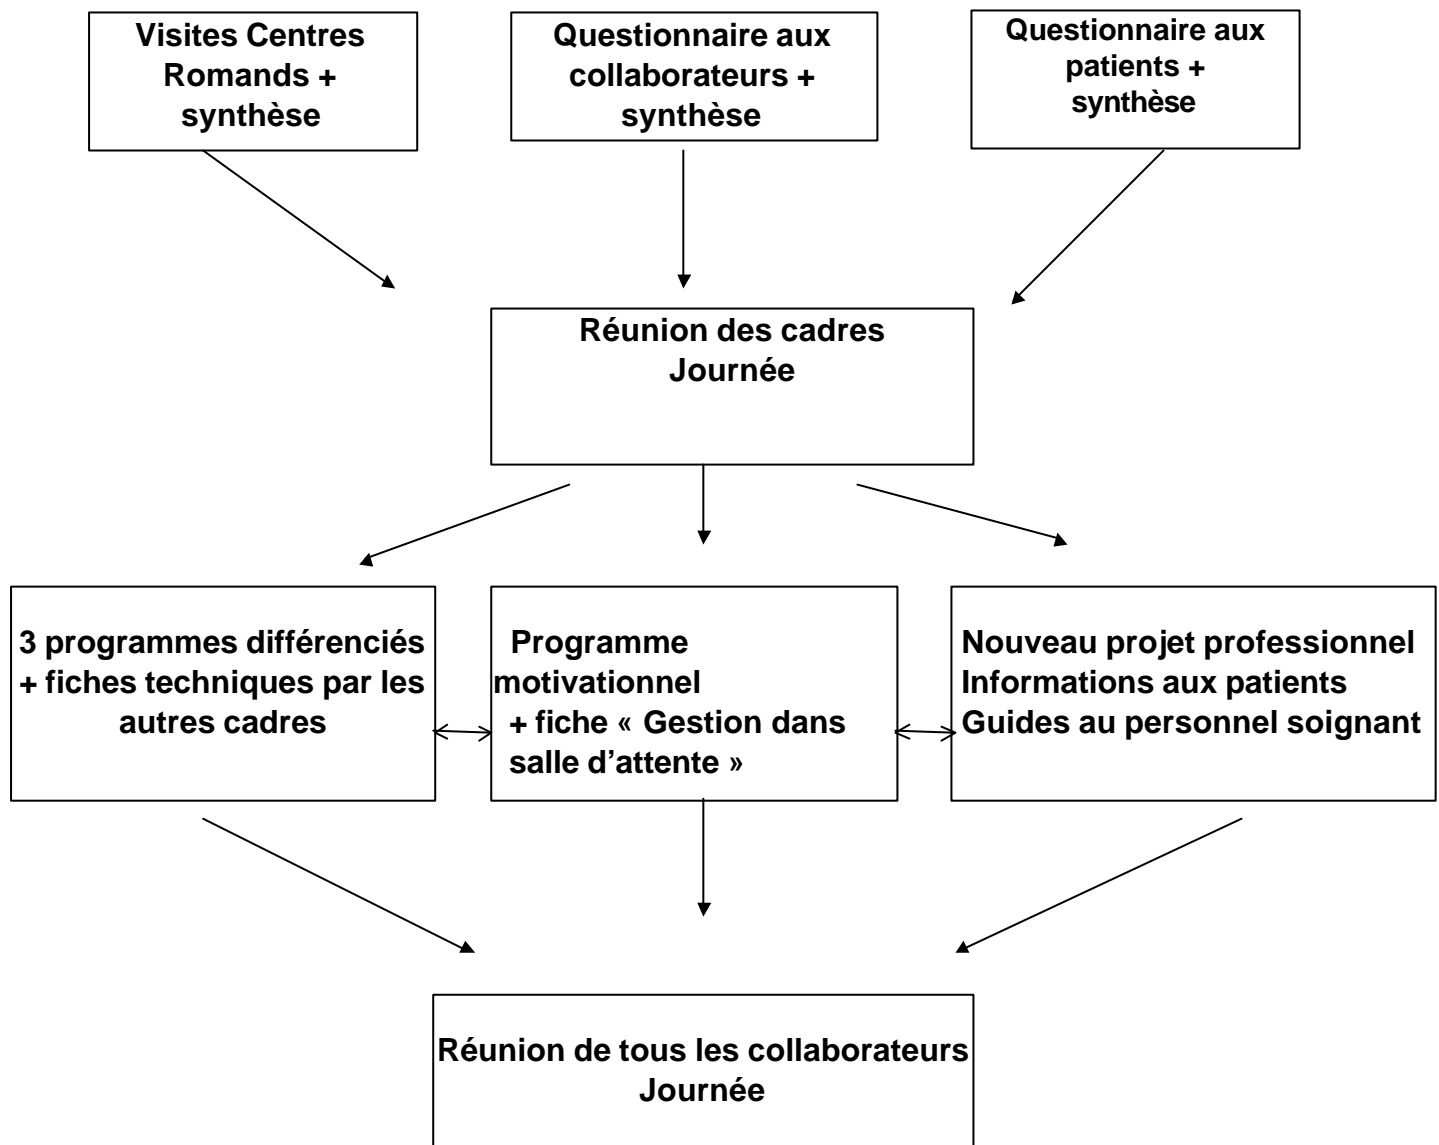 Visites Centres
Romands +
synthèse
Questionnaire aux
collaborateurs +
synthèse
Questionnaire aux
patients +
synthèse
Réunion des cadres
Journée
3 programmes différenciés
+ fiches techniques par les
autres cadres
Programme
motivationnel
+ fiche « Gestion dans
salle d’attente »
Nouveau projet professionnel
Informations aux patients
Guides au personnel soignant
Réunion de tous les collaborateurs
Journée